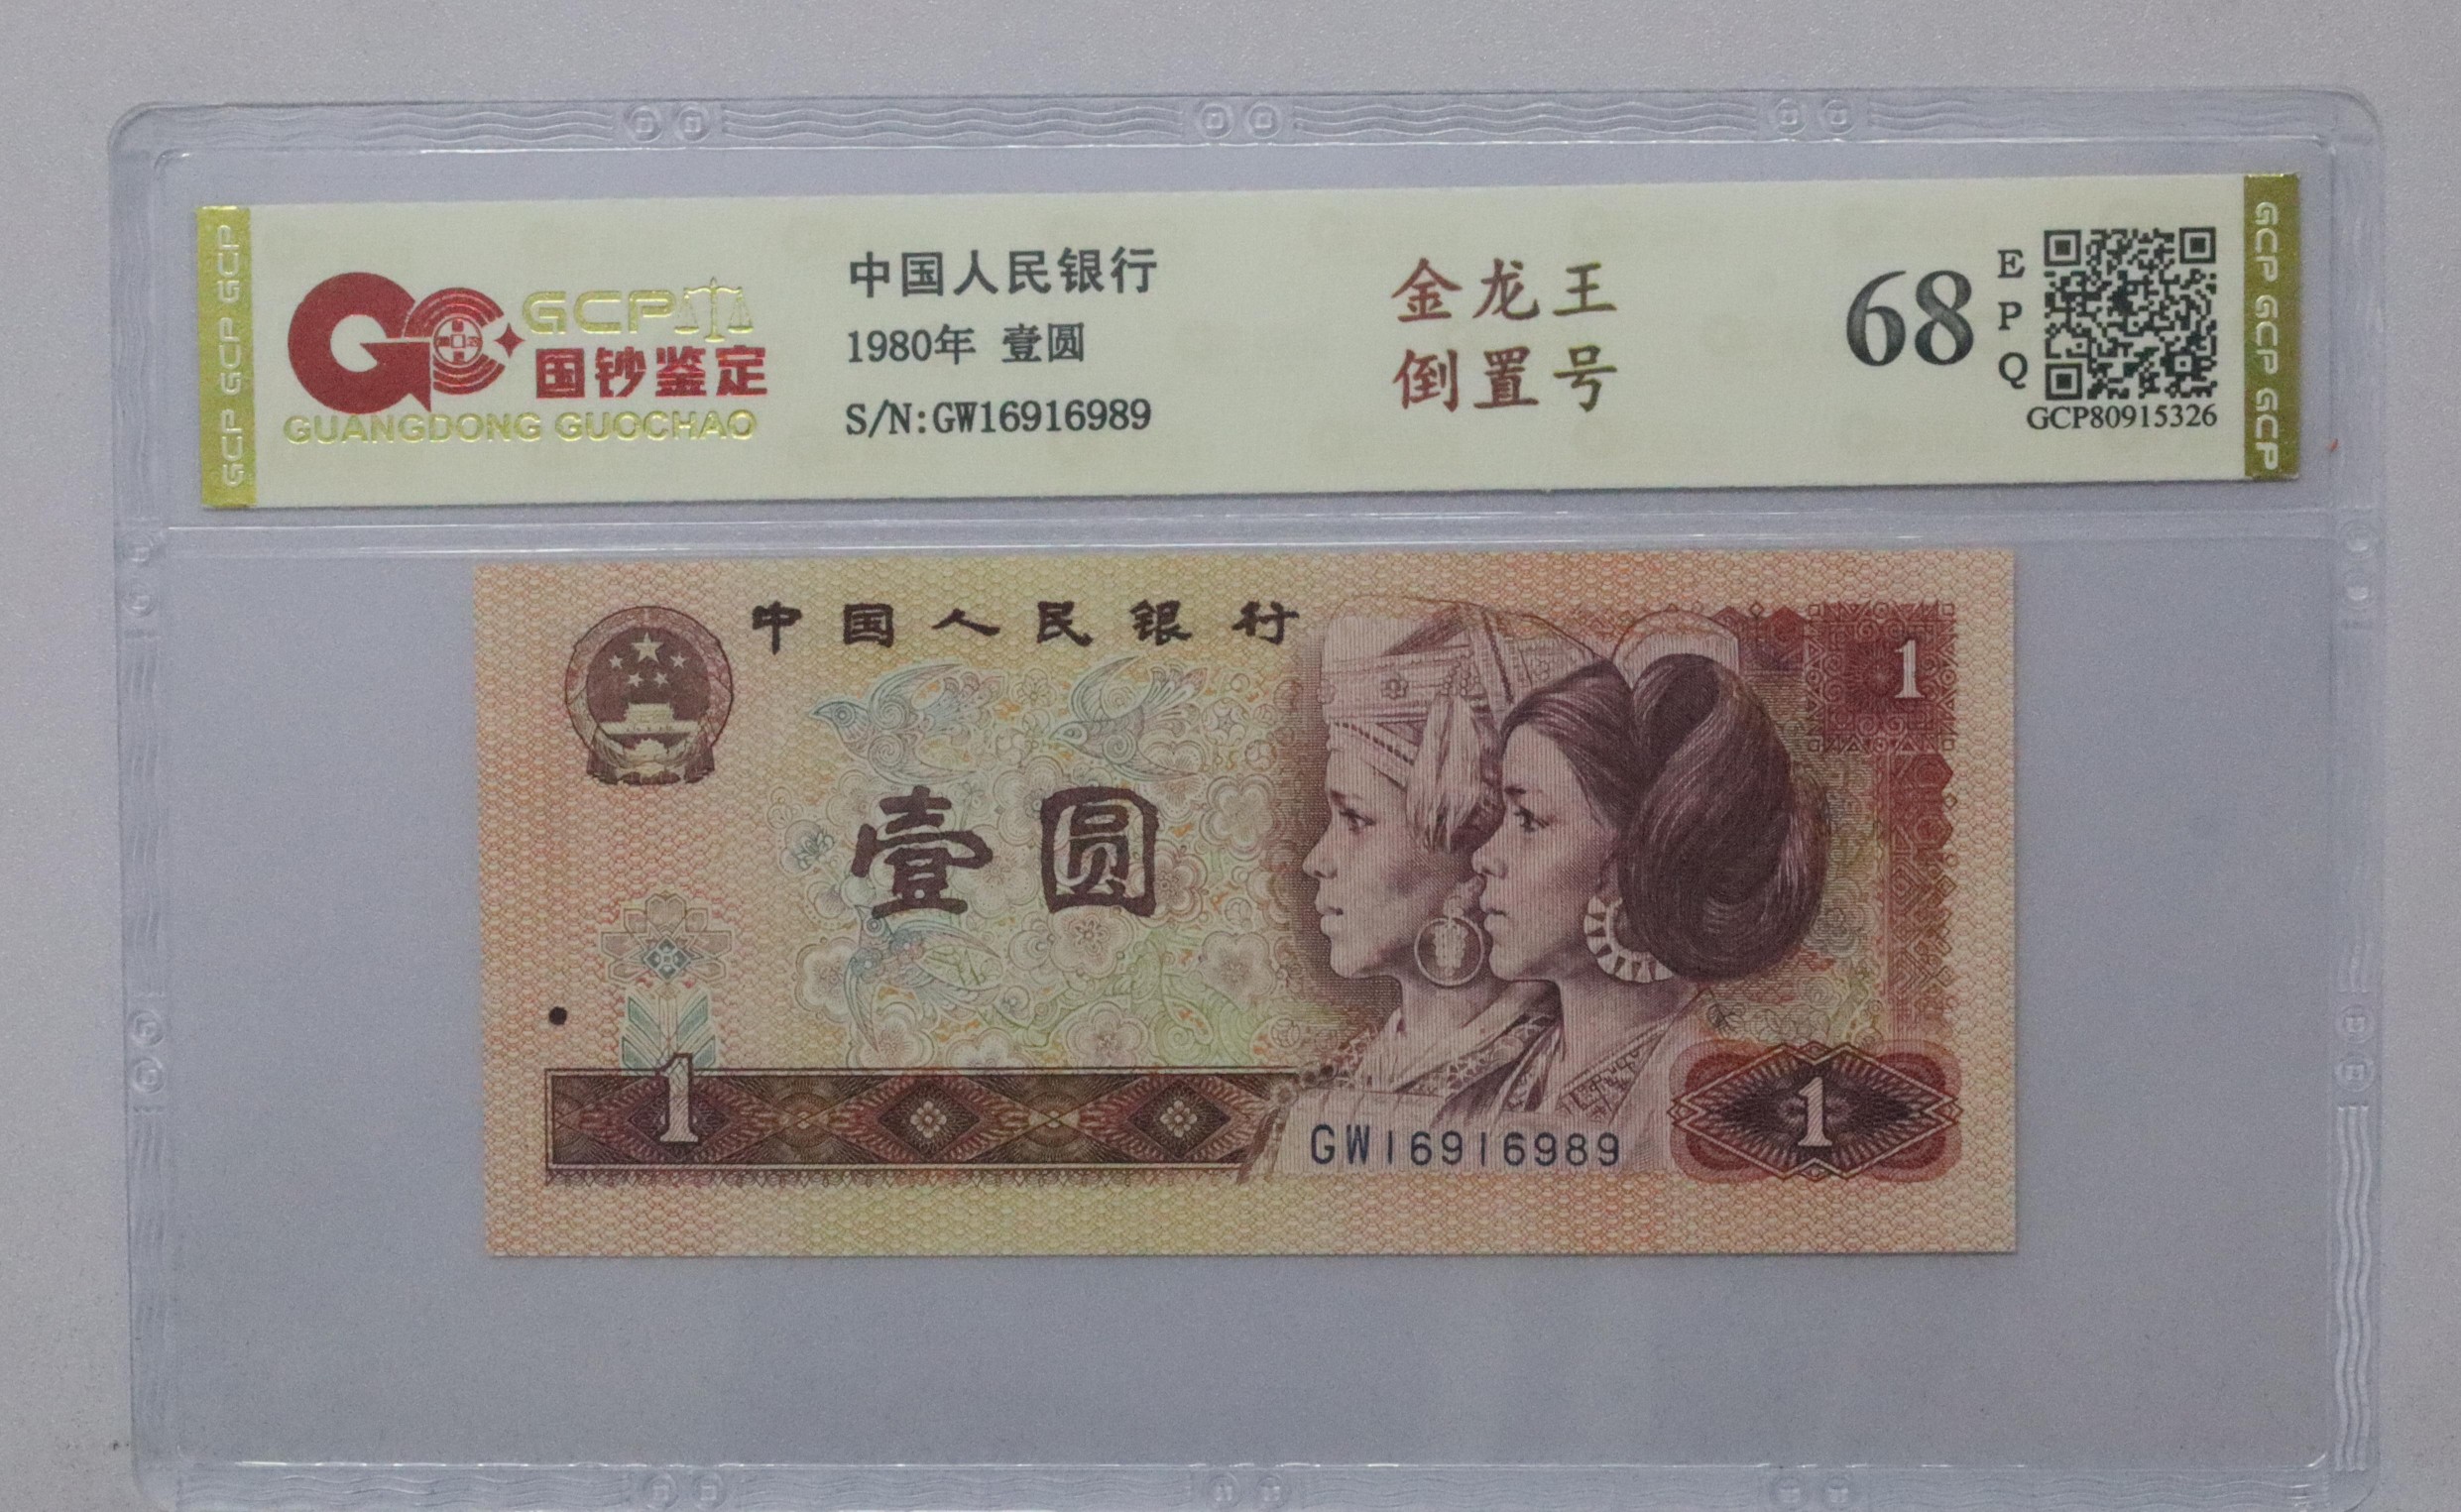 GCP GCP GCP
GCP
国钞鉴定
GUANGDONG GUOCHAO
中国人民银行
1980年 壹圆
S/N:GW16916989
金龙王
倒置号
68
EPQ
GCP80915326
GCP GCP GCP
中国人民银行
1
壹圆
1
1
GW16916989